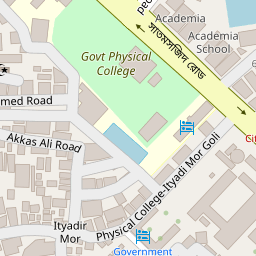 Academia
Academia
School
Govt Physical
College
med Road
Akkas Ali Road
Ityadir
Mor
Physical College-Ityadi Mor Goli
Government